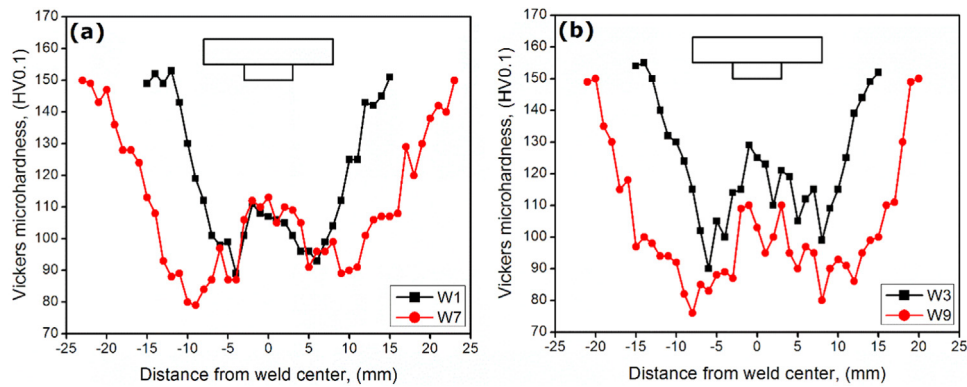 (a)
Vickers microhardness, (HV0.1)
170
160
150
140
130
120
110
100
90
80
70
-25 -20 -15 -10 -5 0 5 10 15 20 25
Distance from weld center, (mm)
W1
W7
(b)
Vickers microhardness, (HV0.1)
170
160
150
140
130
120
110
100
90
80
70
-25 -20 -15 -10 -5 0 5 10 15 20 25
Distance from weld center, (mm)
W3
W9